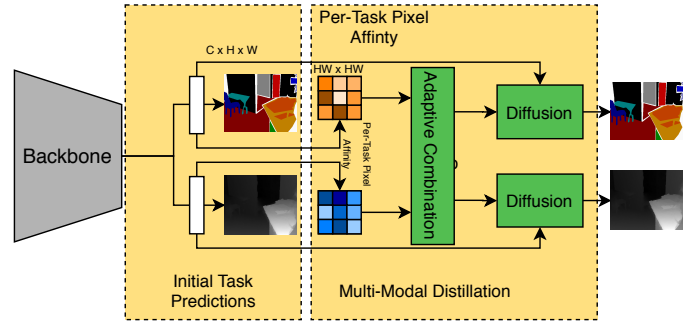 Per-Task Pixel
Affinty
C x H x W
HW x HW
Backbone
Per-Task Pixel
Affinity
Adaptive Combination
Diffusion
Diffusion
Initial Task
Predictions
Multi-Modal Distillation